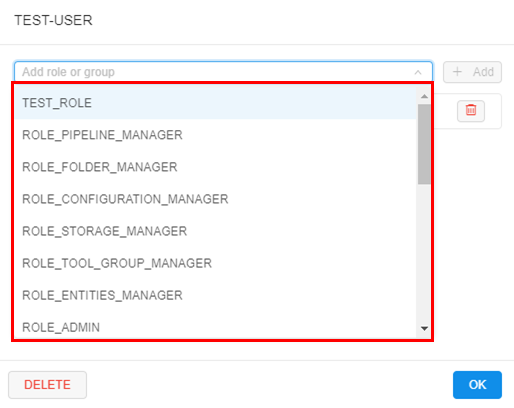 TEST-USER
Add role or group
+ Add
TEST_ROLE
ROLE_PIPELINE_MANAGER
ROLE_FOLDER_MANAGER
ROLE_CONFIGURATION_MANAGER
ROLE_STORAGE_MANAGER
ROLE_TOOL_GROUP_MANAGER
ROLE_ENTITIES_MANAGER
ROLE_ADMIN
DELETE
OK